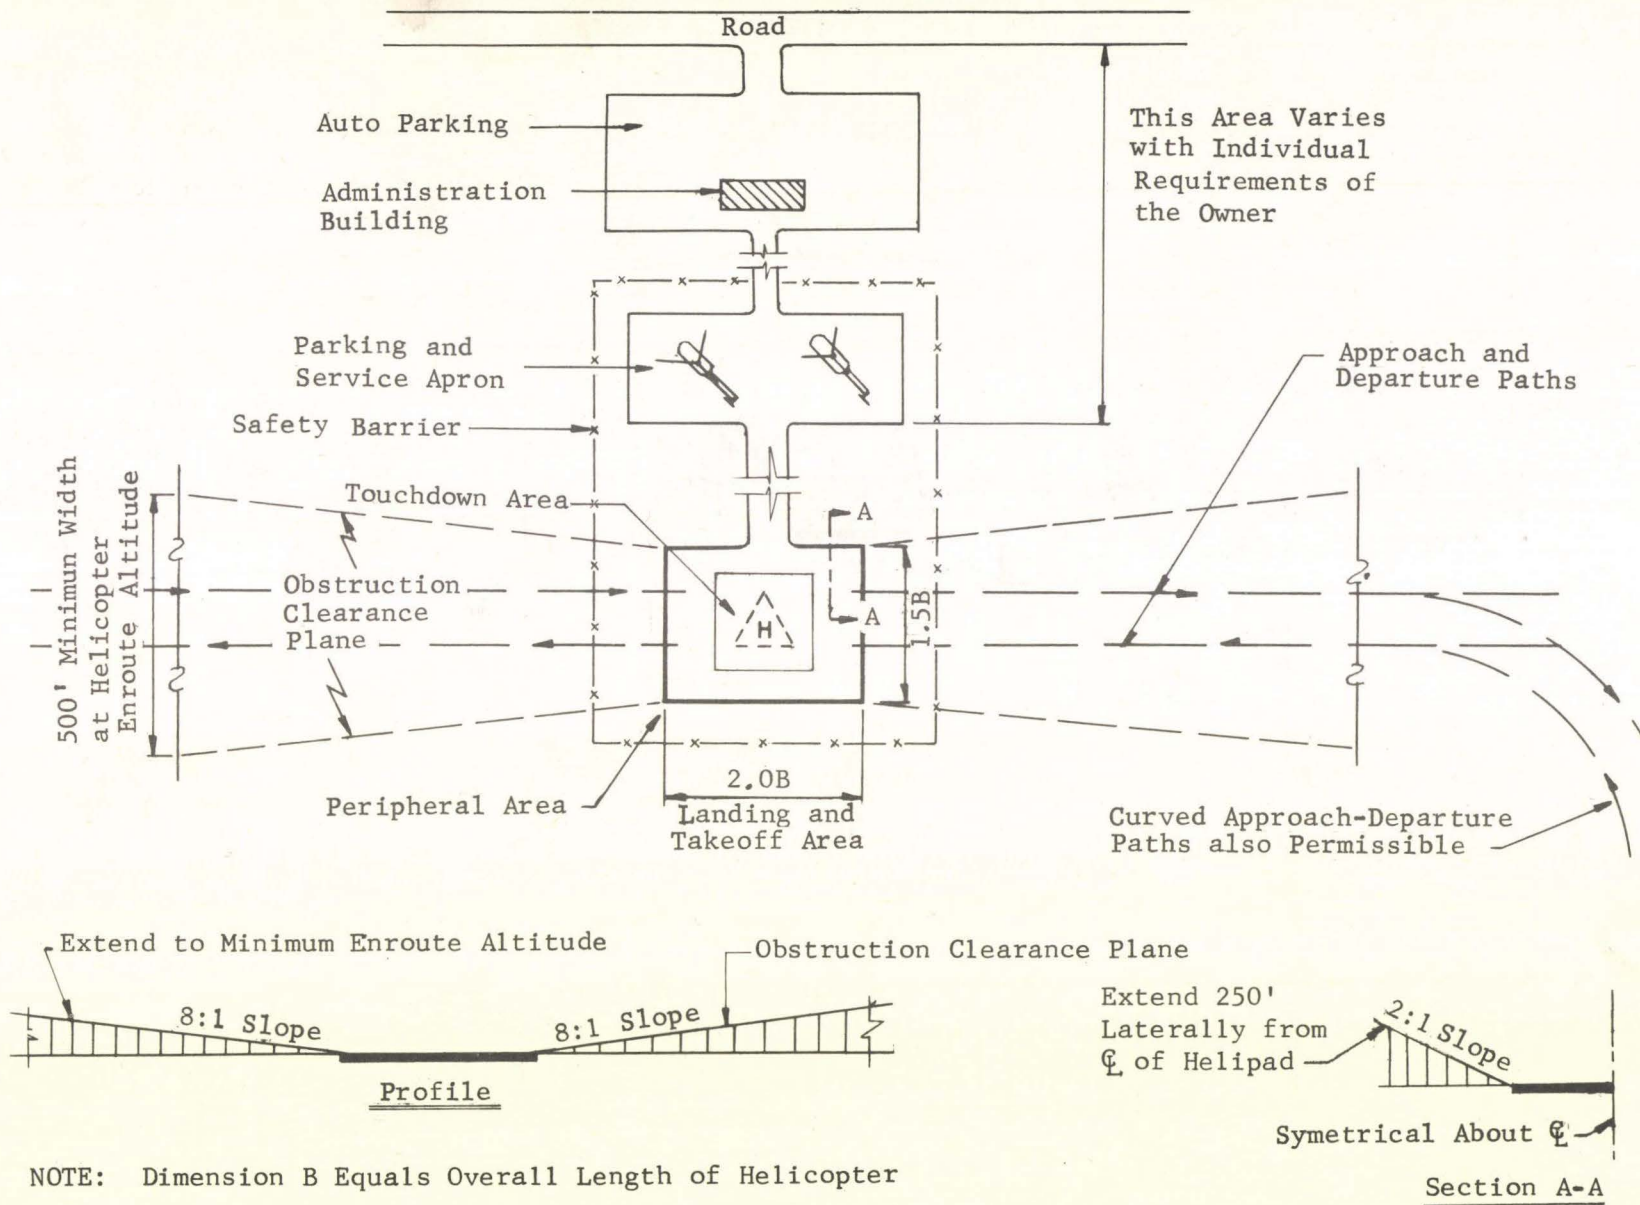 Road
Auto Parking
Administration
Building
This Area Varies
with Individual
Requirements of
the Owner
Parking and
Service Apron
Safety Barrier
Approach and
Departure Paths
500' Minimun Width
at Helicopter
Enroute Altitude
Touchdown Area
A
A
Obstruction
Clearance
Plane
H
1.5B
2.0B
Landing and
Takeoff Area
Peripheral Area
Curved Approach-Departure
Paths also Permissible
Extend to Minimum Enroute Altitude
Obstruction Clearance Plane
8:1 Slope
8:1 Slope
Profile
Extend 250'
Laterally from
℄ of Helipad
2:1 Slope
Symetrical About ℄
Section A-A
NOTE: Dimension B Equals Overall Length of Helicopter